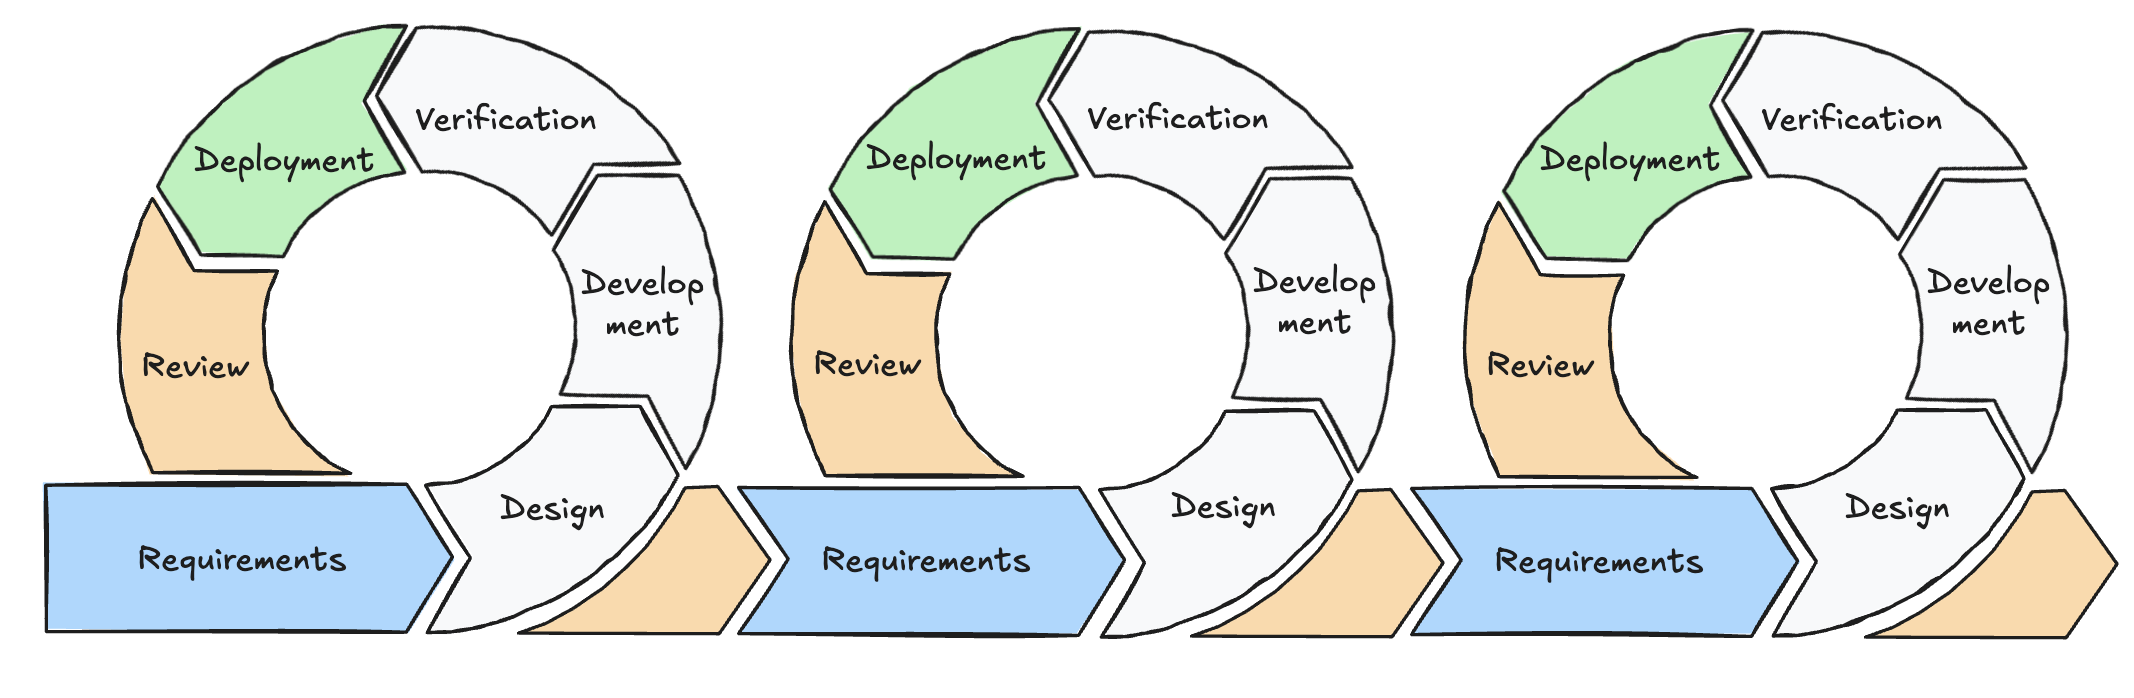 Verification
Deployment
Develop
ment
Review
Design
Requirements
Verification
Deployment
Develop
ment
Review
Design
Requirements
Verification
Deployment
Develop
ment
Review
Design
Requirements